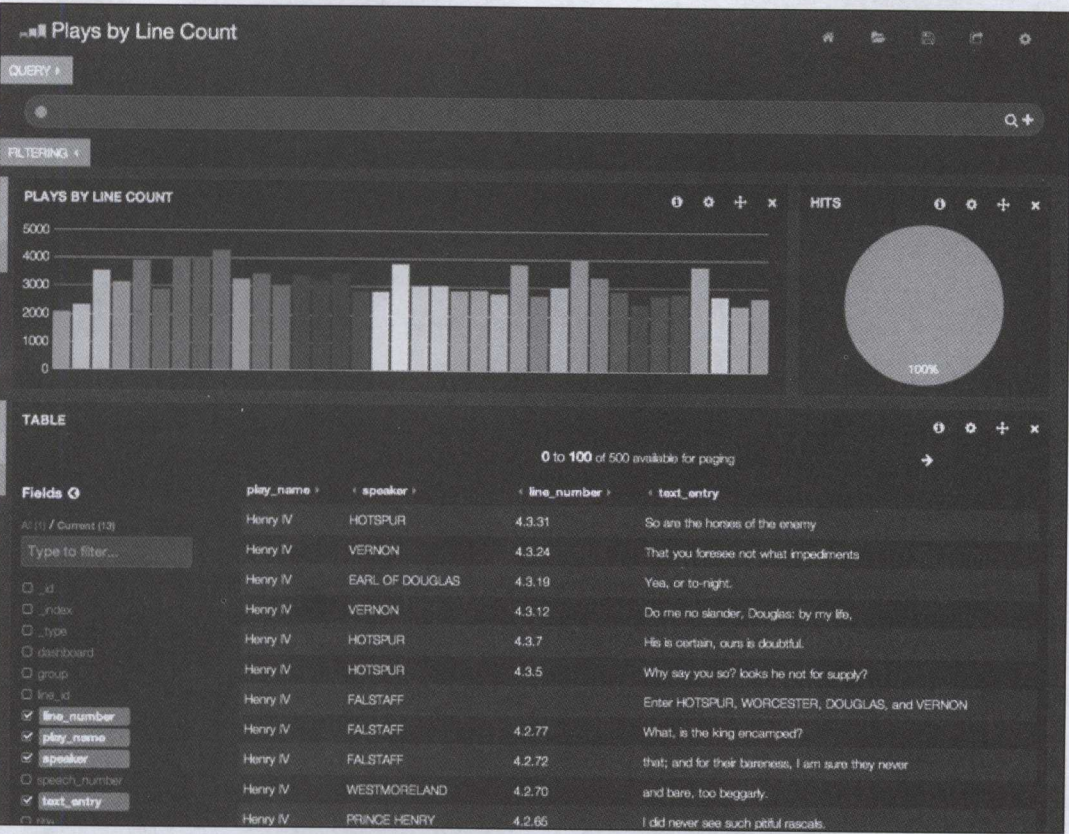 Plays by Line Count
QUERY
FILTERING
PLAYS BY LINE COUNT
5000
4000
3000
2000
1000
0
HITS
100%
TABLE
0 to 100 of 500 available for paging
Fields
All (1) / Current (13)
Type to filter...
_id
_index
_type
dashboard
group
line_id
line_number
play_name
speaker
speech_number
text_entry
play_name speaker line_number text_entry
Henry IV HOTSPUR 4.3.31 So are the horses of the enemy
Henry IV VERNON 4.3.24 That you foresee not what impediments
Henry IV EARL OF DOUGLAS 4.3.19 Yea, or to-night.
Henry IV VERNON 4.3.12 Do me no slander, Douglas: by my life,
Henry IV HOTSPUR 4.3.7 His is certain, ours is doubtful.
Henry IV HOTSPUR 4.3.5 Why say you so? looks he not for supply?
Henry IV FALSTAFF Enter HOTSPUR, WORCESTER, DOUGLAS, and VERNON
Henry IV FALSTAFF 4.2.77 What, is the king encamped?
Henry IV FALSTAFF 4.2.72 that; and for their bareness, I am sure they never
Henry IV WESTMORELAND 4.2.70 and bare, too beggarly.
Henry IV PRINCE HENRY 4.2.65 I did never see such pitiful rascals.